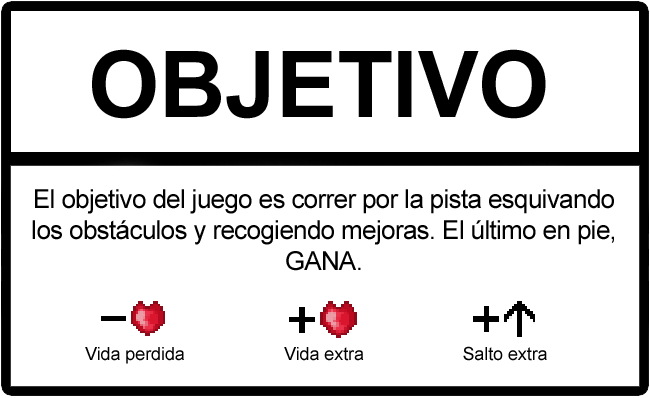 OBJETIVO
El objetivo del juego es correr por la pista esquivando
los obstáculos y recogiendo mejoras. El último en pie,
GANA.
Vida perdida
Vida extra
Salto extra